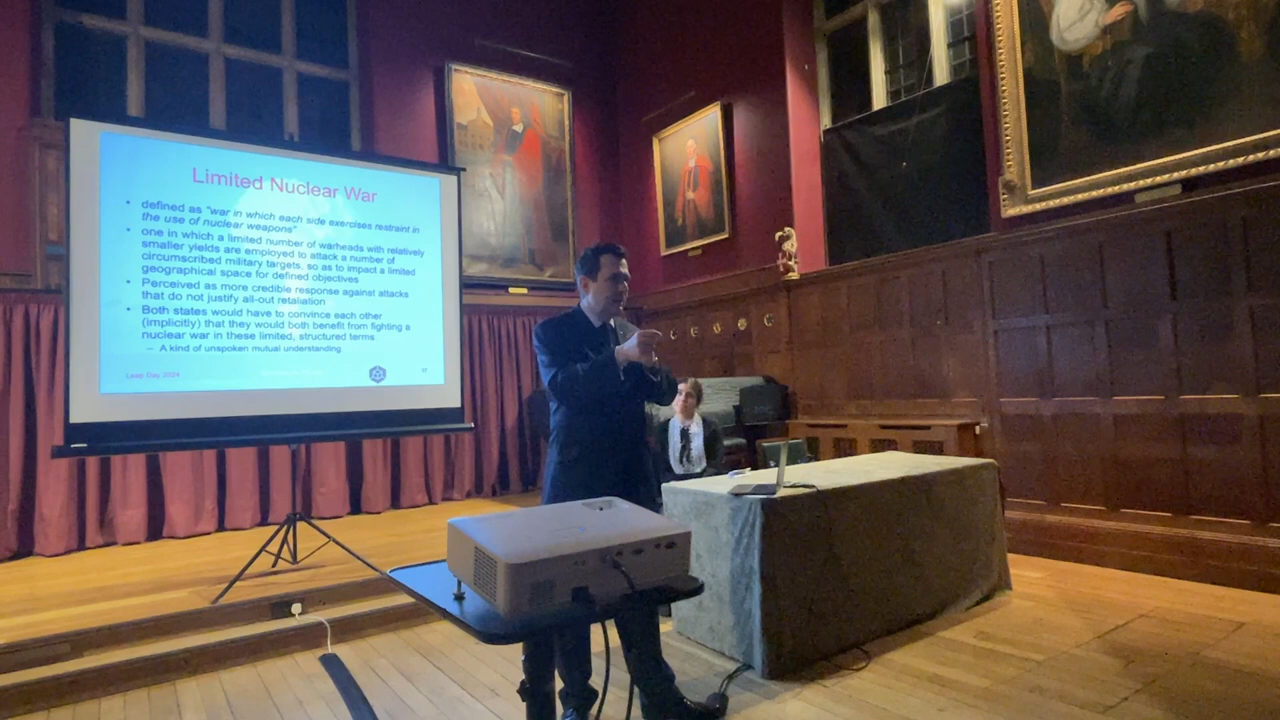 Limited Nuclear War
• defined as "war in which each side exercises restraint in
the use of nuclear weapons"
• one in which a limited number of warheads with relatively
smaller yields are employed to attack a number of
circumscribed military targets, so as to impact a limited
geographical space for defined objectives
• Perceived as more credible response against attacks
that do not justify all-out retaliation
• Both states would have to convince each other
(implicitly) that they would both benefit from fighting a
nuclear war in these limited, structured terms
– A kind of unspoken mutual understanding
Leap Day 2024